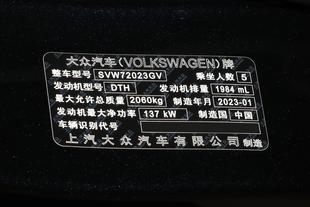 大众汽车(VOLKSWAGEN)牌
整车型号 SVW72023GV 乘坐人数 5
发动机型号 DTH 发动机排量 1984 mL
最大允许总质量 2060kg 制造年月 2023-01
发动机最大净功率 137 kW 制造国 中国
车辆识别代号
上汽大众汽车有限公司 制造